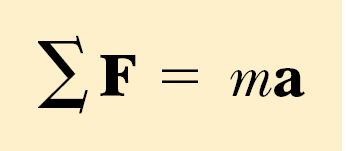 ∑ F = ma